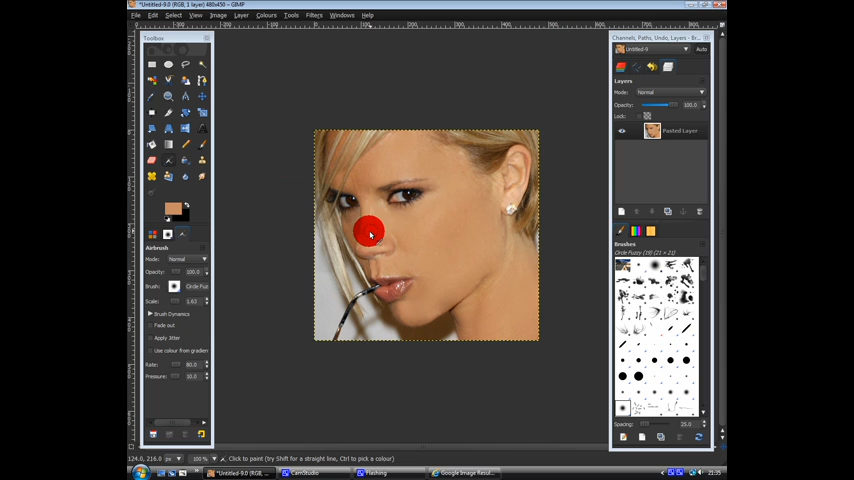 *Untitled-9.0 (RGB, 1 layer) 480x450 – GIMP
File Edit Select View Image Layer Colours Tools Filters Windows Help
Toolbox
Airbrush
Mode: Normal
Opacity: 100.0
Brush: Circle Fuz
Scale: 1.63
Brush Dynamics
Fade out
Apply Jitter
Use colour from gradien
Rate: 80.0
Pressure: 10.0
Channels, Paths, Undo, Layers - Br...
Untitled-9 Auto
Layers
Mode: Normal
Opacity: 100.0
Lock:
Pasted Layer
Brushes
Circle Fuzzy (19) (21 × 21)
Spacing: 25.0
124.0, 216.0 px 100 % Click to paint (try Shift for a straight line, Ctrl to pick a colour)
*Untitled-9.0 (RGB, ... CamStudio Flashing Google Image Resul... 21:35